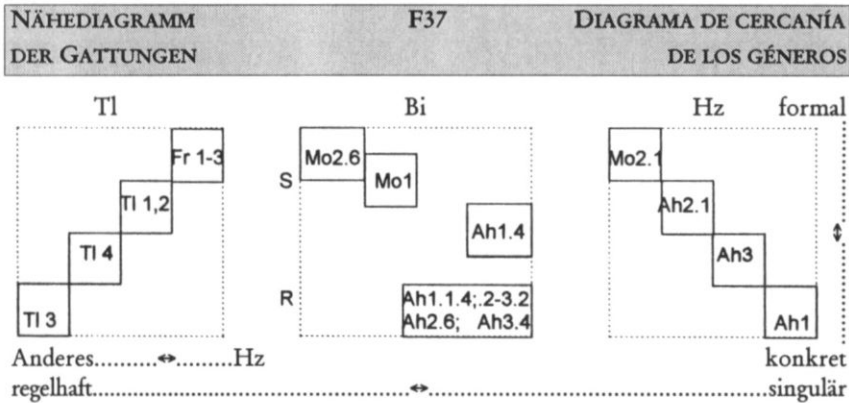 NÄHEDIAGRAMM F37 DIAGRAMA DE CERCANÍA
DER GATTUNGEN DE LOS GÉNEROS
Tl Bi Hz formal
Fr 1-3 Mo2.6 Mo2.1
S Mo1
Tl 1,2 Ah2.1
Ah1.4
Tl 4 Ah3
R Ah1.1.4;.2-3.2
Tl 3 Ah2.6; Ah3.4 Ah1
Anderes..........↔.........Hz konkret
regelhaft.......................................................↔.........................................................singulär